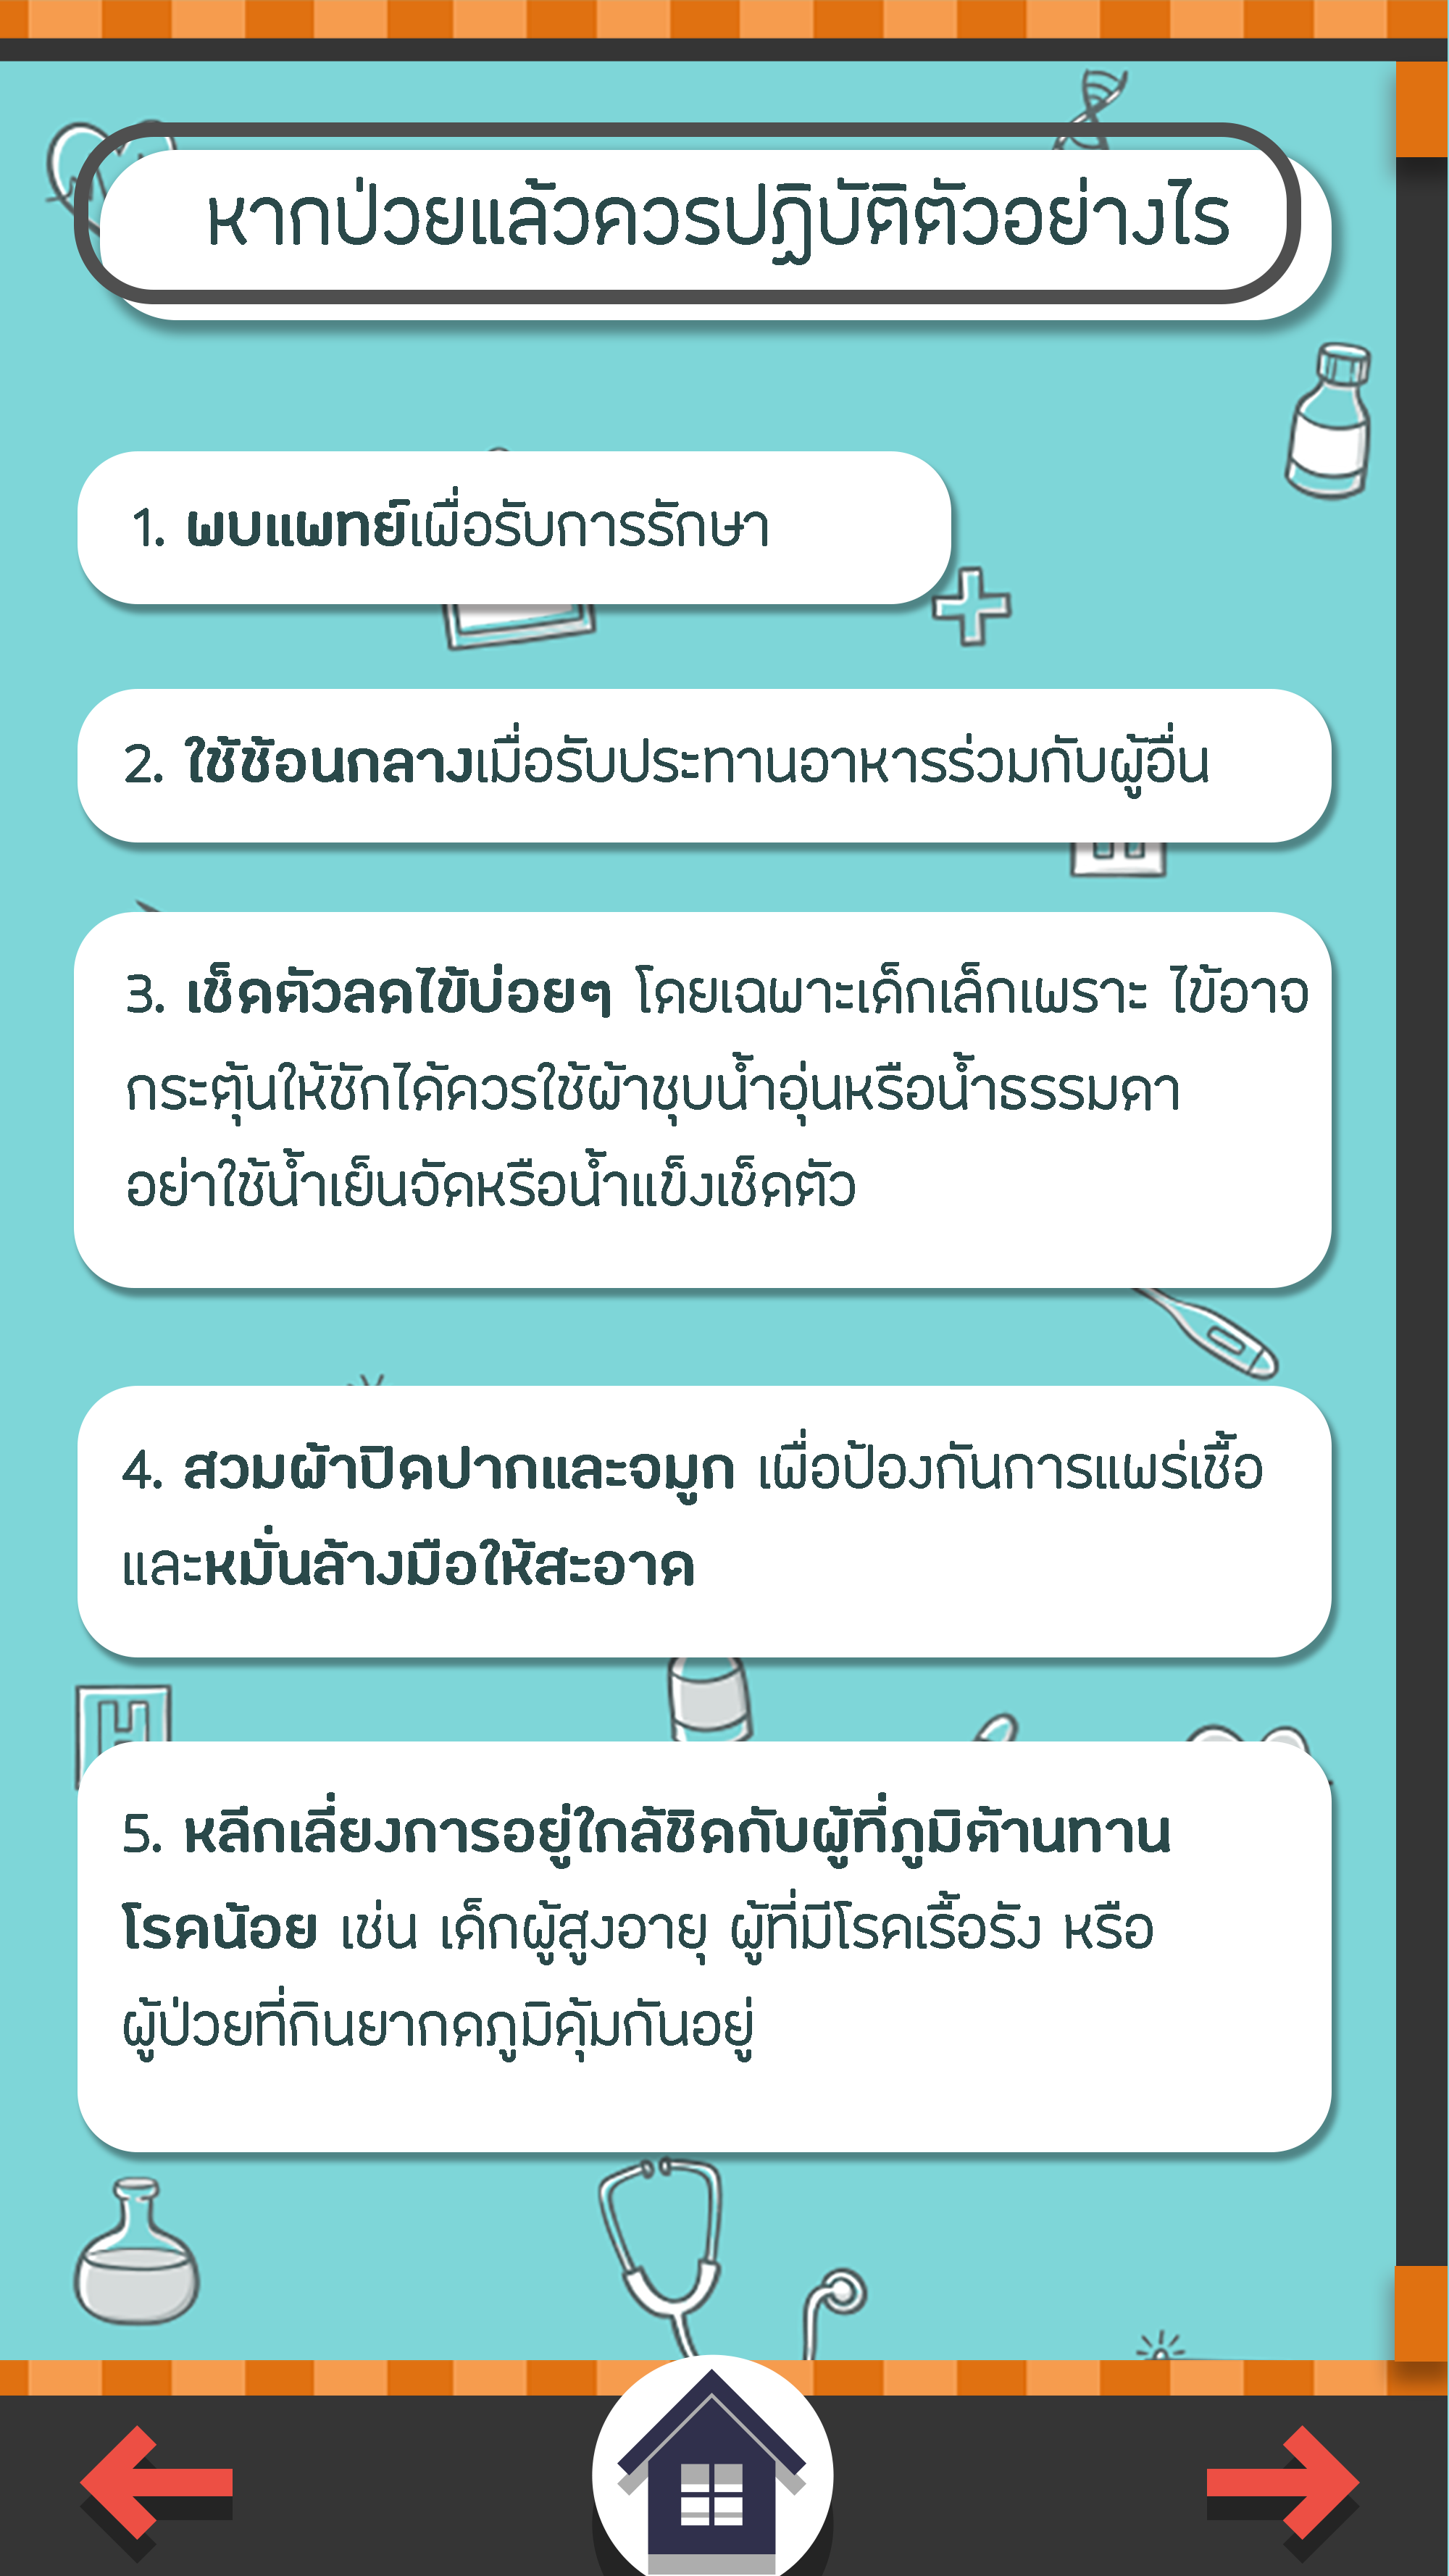 หากป่วยแล้วควรปฏิบัติตัวอย่างไร
1. พบแพทย์เพื่อรับการรักษา
2. ใช้ช้อนกลางเมื่อรับประทานอาหารร่วมกับผู้อื่น
3. เช็ดตัวลดไข้บ่อยๆ โดยเฉพาะเด็กเล็กเพราะ ไข้อาจ
กระตุ้นให้ชักได้ควรใช้ผ้าชุบน้ำอุ่นหรือน้ำธรรมดา
อย่าใช้น้ำเย็นจัดหรือน้ำแข็งเช็ดตัว
4. สวมผ้าปิดปากและจมูก เพื่อป้องกันการแพร่เชื้อ
และหมั่นล้างมือให้สะอาด
H
5. หลีกเลี่ยงการอยู่ใกล้ชิดกับผู้ที่ภูมิต้านทาน
โรคน้อย เช่น เด็กผู้สูงอายุ ผู้ที่มีโรคเรื้อรัง หรือ
ผู้ป่วยที่กินยากดภูมิคุ้มกันอยู่